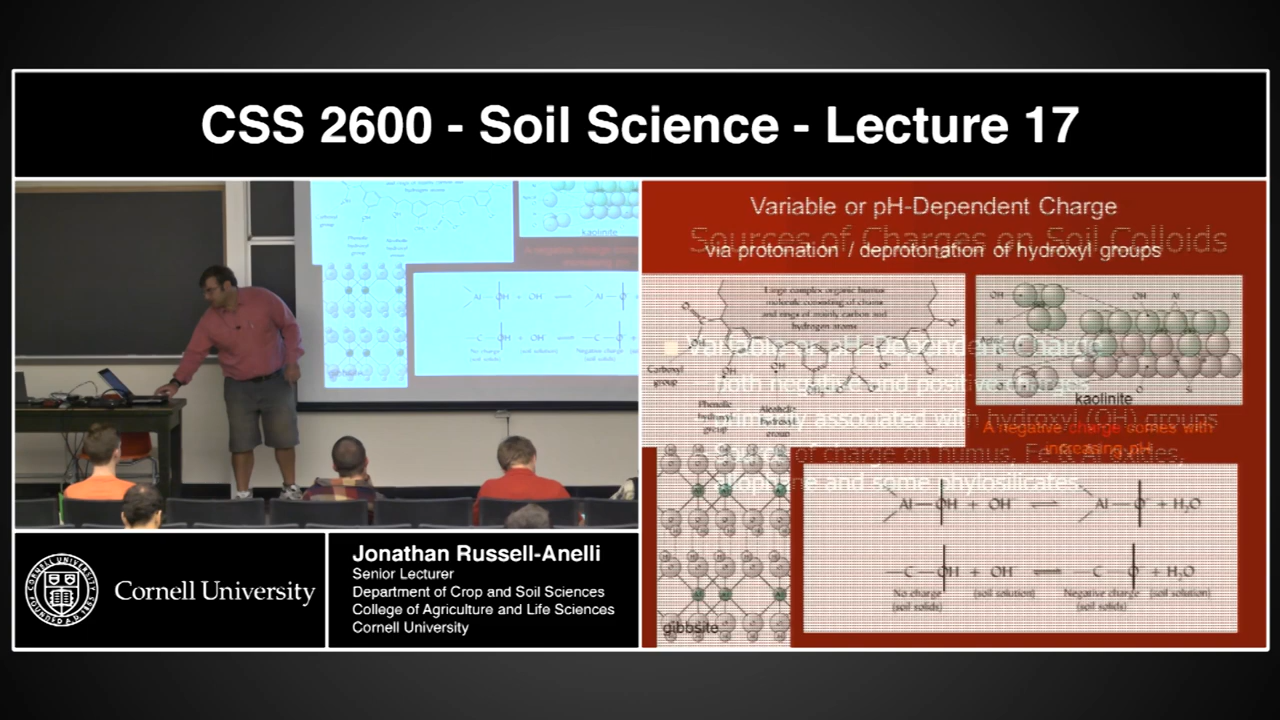 CSS 2600 - Soil Science - Lecture 17
Variable or pH-Dependent Charge
Sources of Charges on Soil Colloids
via protonation / deprotonation of hydroxyl groups
Large complex organic humus
molecule consisting of chains
and rings of mainly carbon and
hydrogen atoms
OH
OH
Al
Variable or pH-Dependent Charge
both negative and positive charges
Carboxyl
group
OH
OH
kaolinite
Phenolic
hydroxyl
group
Alcoholic
hydroxyl
group
primarily associated with hydroxyl (OH) groups
A negative charge comes with
increasing pH
Source of charge on humus, Fe & Al oxides,
allophane and some phyllosilicates
Al—OH + OH⁻ ⇌ Al—O⁻ + H₂O
—C—OH + OH⁻ ⇌ —C—O⁻ + H₂O
No charge
(soil solids)
(soil solution)
Negative charge
(soil solids)
(soil solution)
gibbsite
kaolinite
Cornell University
Jonathan Russell-Anelli
Senior Lecturer
Department of Crop and Soil Sciences
College of Agriculture and Life Sciences
Cornell University